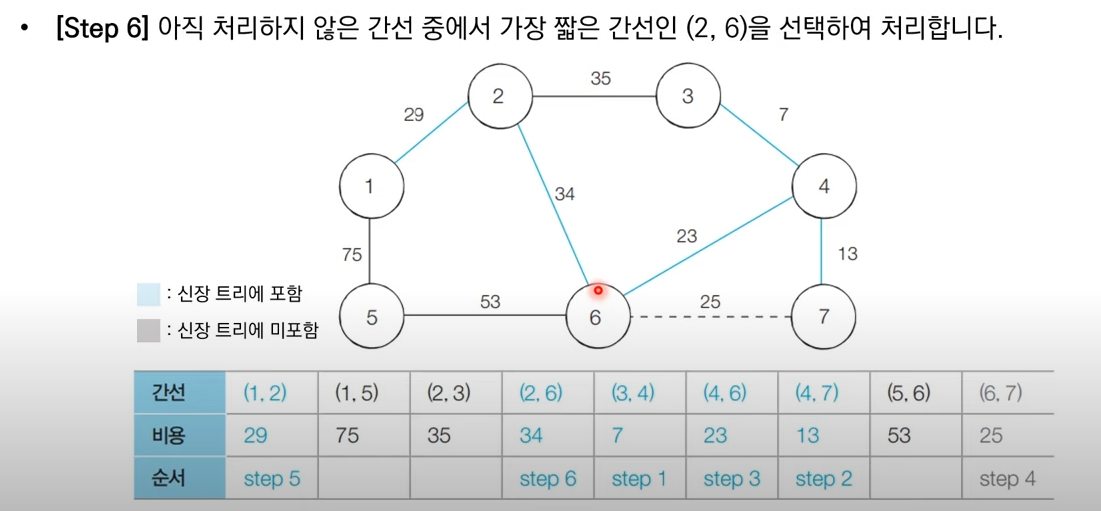 • [Step 6] 아직 처리하지 않은 간선 중에서 가장 짧은 간선인 (2, 6)을 선택하여 처리합니다.
35
2
3
29
7
1
4
34
23
75
13
: 신장 트리에 포함
53
25
5
6
7
: 신장 트리에 미포함
간선 (1, 2) (1, 5) (2, 3) (2, 6) (3, 4) (4, 6) (4, 7) (5, 6) (6, 7)
비용 29 75 35 34 7 23 13 53 25
순서 step 5 step 6 step 1 step 3 step 2 step 4